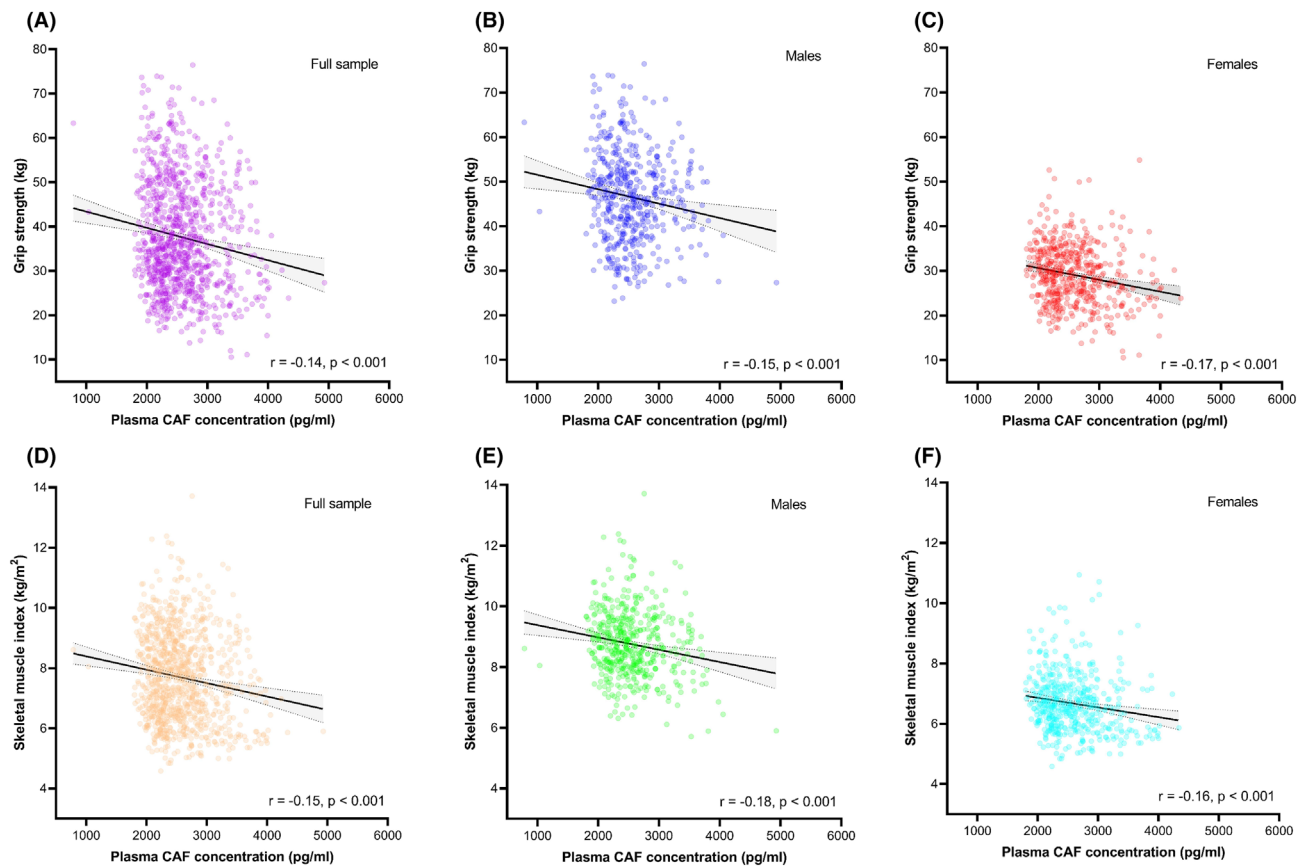 (A)
Full sample
80
70
60
50
40
30
20
10
Grip strength (kg)
r = -0.14, p < 0.001
1000 2000 3000 4000 5000 6000
Plasma CAF concentration (pg/ml)
(B)
Males
80
70
60
50
40
30
20
10
Grip strength (kg)
r = -0.15, p < 0.001
1000 2000 3000 4000 5000 6000
Plasma CAF concentration (pg/ml)
(C)
Females
80
70
60
50
40
30
20
10
Grip strength (kg)
r = -0.17, p < 0.001
1000 2000 3000 4000 5000 6000
Plasma CAF concentration (pg/ml)
(D)
Full sample
14
12
10
8
6
4
Skeletal muscle index (kg/m²)
r = -0.15, p < 0.001
1000 2000 3000 4000 5000 6000
Plasma CAF concentration (pg/ml)
(E)
Males
14
12
10
8
6
4
Skeletal muscle index (kg/m²)
r = -0.18, p < 0.001
1000 2000 3000 4000 5000 6000
Plasma CAF concentration (pg/ml)
(F)
Females
14
12
10
8
6
4
Skeletal muscle index (kg/m²)
r = -0.16, p < 0.001
1000 2000 3000 4000 5000 6000
Plasma CAF concentration (pg/ml)